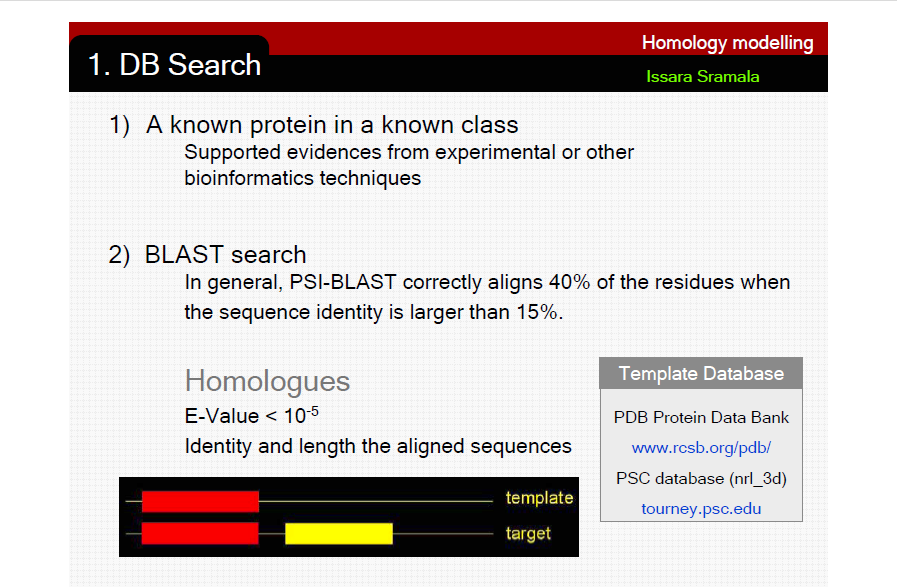 Homology modelling
1. DB Search
Issara Sramala
1) A known protein in a known class
Supported evidences from experimental or other
bioinformatics techniques
2) BLAST search
In general, PSI-BLAST correctly aligns 40% of the residues when
the sequence identity is larger than 15%.
Homologues
E-Value < 10⁻⁵
Identity and length the aligned sequences
template
target
Template Database
PDB Protein Data Bank
www.rcsb.org/pdb/
PSC database (nrl_3d)
tourney.psc.edu